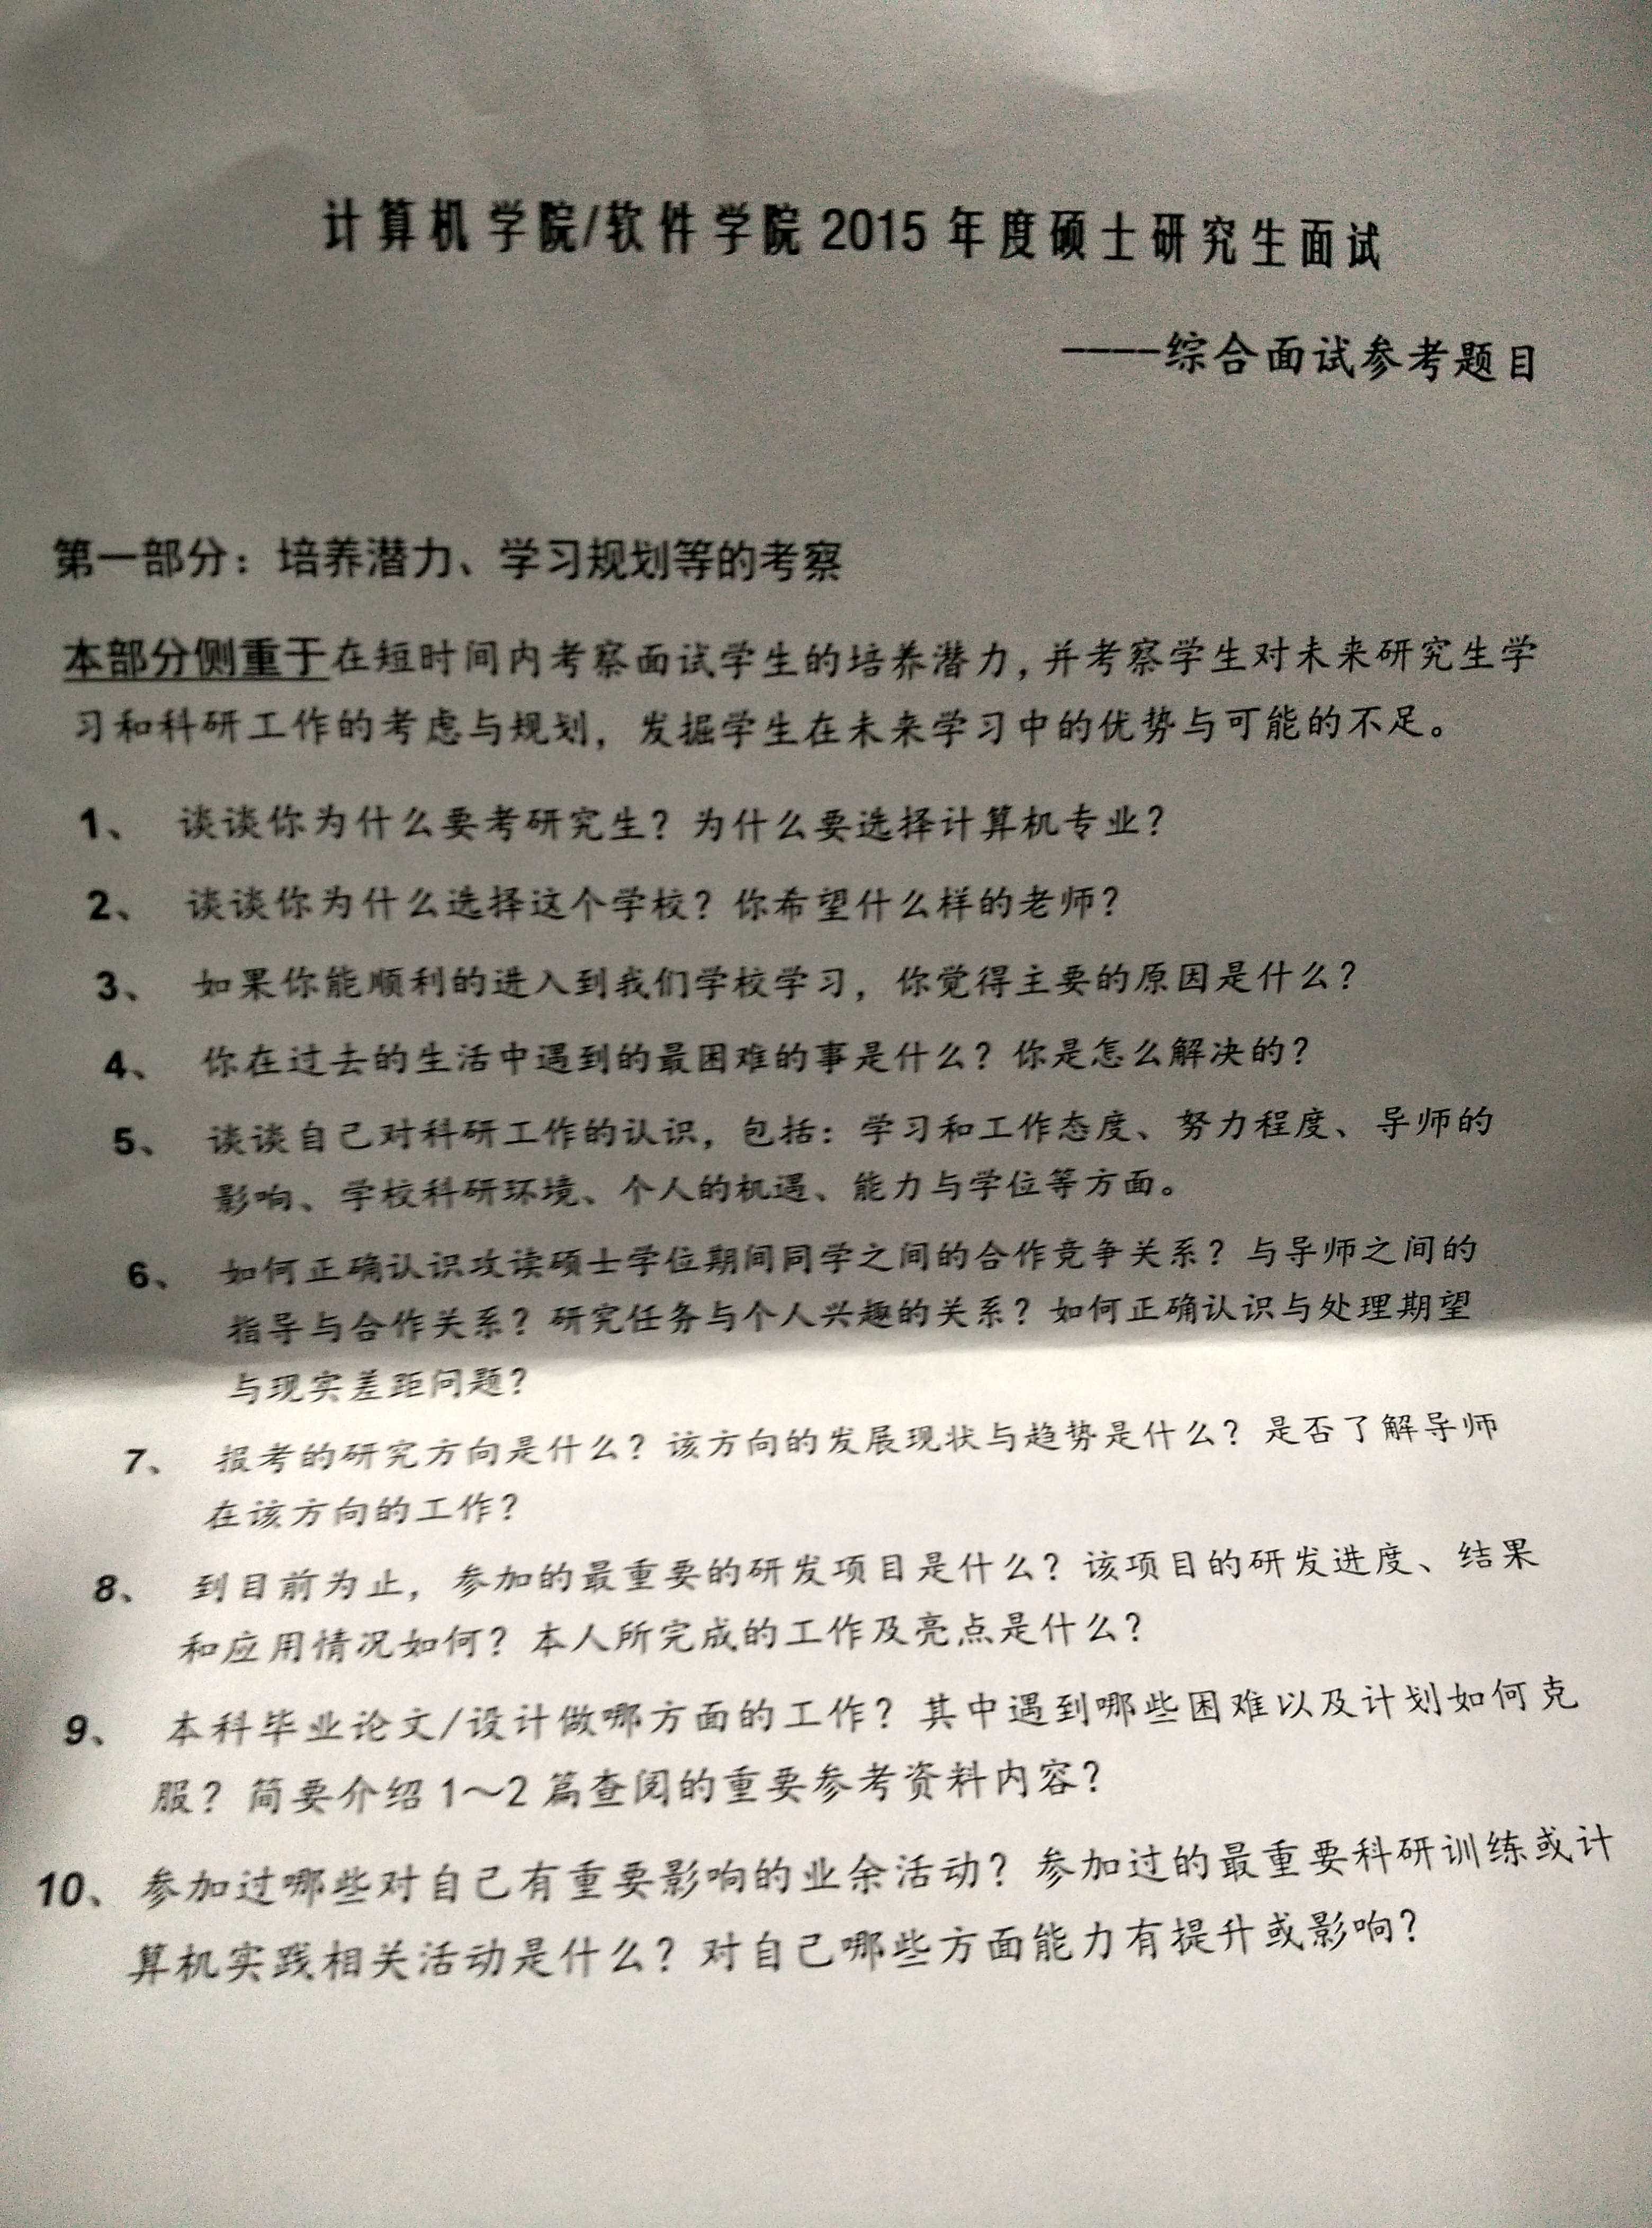 计算机学院/软件学院 2015 年度硕士研究生面试
----综合面试参考题目
第一部分：培养潜力、学习规划等的考察
本部分侧重于在短时间内考察面试学生的培养潜力，并考察学生对未来研究生学
习和科研工作的考虑与规划，发掘学生在未来学习中的优势与可能的不足。
1、 谈谈你为什么要考研究生？为什么要选择计算机专业？
2、 谈谈你为什么选择这个学校？你希望什么样的老师？
3、 如果你能顺利的进入到我们学校学习，你觉得主要的原因是什么？
4、 你在过去的生活中遇到的最困难的事是什么？你是怎么解决的？
5、 谈谈自己对科研工作的认识，包括：学习和工作态度、努力程度、导师的
影响、学校科研环境、个人的机遇、能力与学位等方面。
6、 如何正确认识攻读硕士学位期间同学之间的合作竞争关系？与导师之间的
指导与合作关系？研究任务与个人兴趣的关系？如何正确认识与处理期望
与现实差距问题？
7、 报考的研究方向是什么？该方向的发展现状与趋势是什么？是否了解导师
在该方向的工作？
8、 到目前为止，参加的最重要的研发项目是什么？该项目的研发进度、结果
和应用情况如何？本人所完成的工作及亮点是什么？
9、 本科毕业论文/设计做哪方面的工作？其中遇到哪些困难以及计划如何克
服？简要介绍 1～2 篇查阅的重要参考资料内容？
10、 参加过哪些对自己有重要影响的业余活动？参加过的最重要科研训练或计
算机实践相关活动是什么？对自己哪些方面能力有提升或影响？